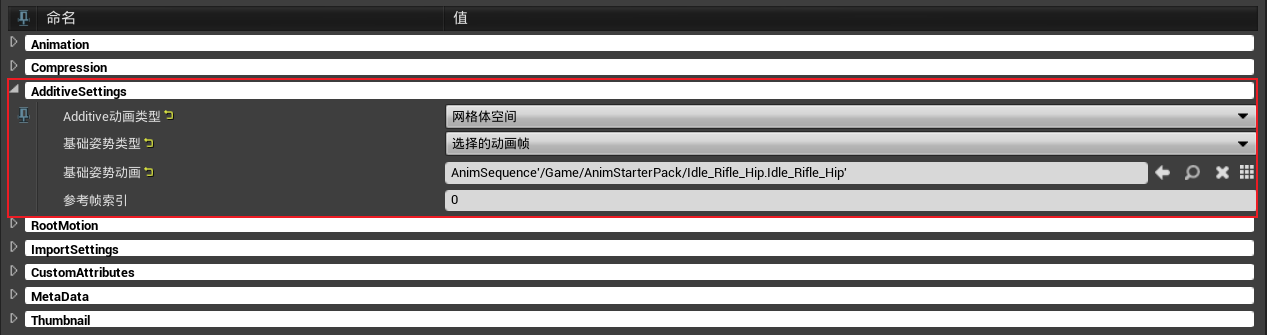 命名 值
Animation
Compression
AdditiveSettings
Additive动画类型 网格体空间
基础姿势类型 选择的动画帧
基础姿势动画 AnimSequence'/Game/AnimStarterPack/Idle_Rifle_Hip.Idle_Rifle_Hip'
参考帧索引 0
RootMotion
ImportSettings
CustomAttributes
MetaData
Thumbnail